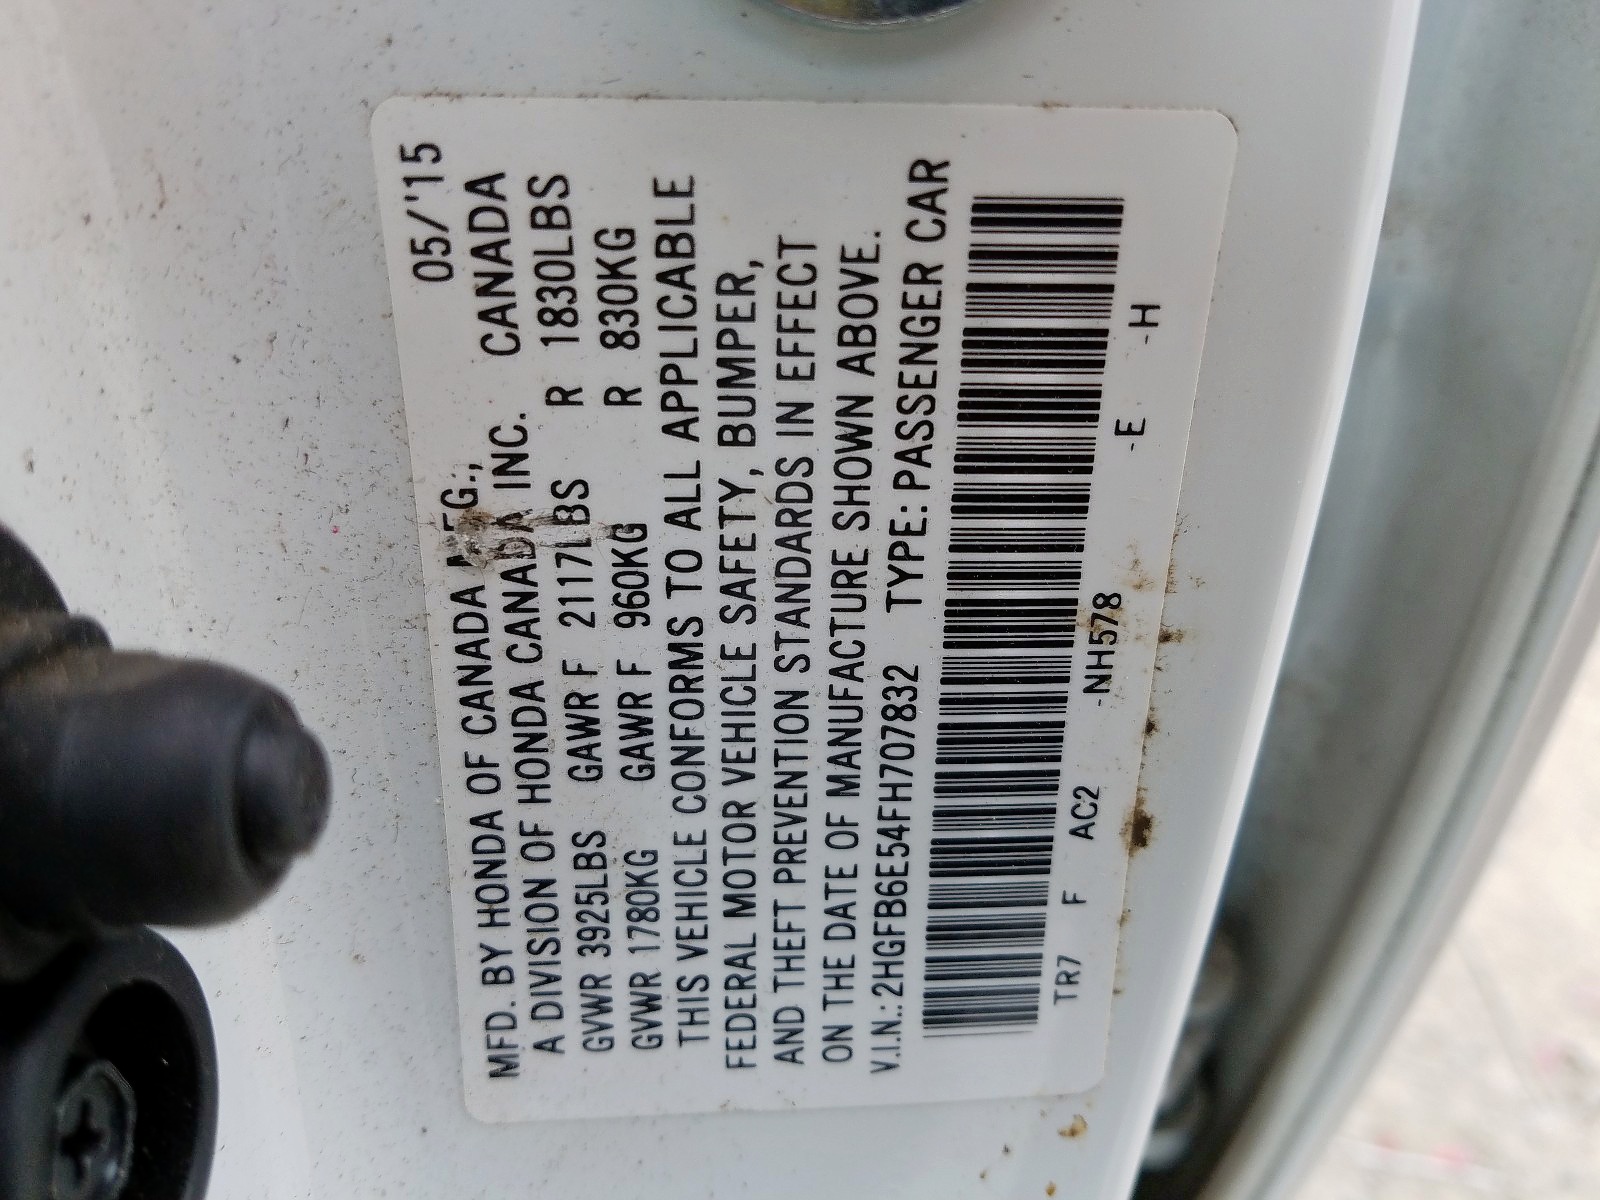 MFD. BY HONDA OF CANADA MFG., 05/'15
A DIVISION OF HONDA CANADA INC. CANADA
GVWR 3925LBS GAWR F 2117LBS R 1830LBS
GVWR 1780KG GAWR F 960KG R 830KG
THIS VEHICLE CONFORMS TO ALL APPLICABLE
FEDERAL MOTOR VEHICLE SAFETY, BUMPER,
AND THEFT PREVENTION STANDARDS IN EFFECT
ON THE DATE OF MANUFACTURE SHOWN ABOVE.
V.I.N.: 2HGFB6E54FH707832 TYPE: PASSENGER CAR
TR7 F AC2 -NH578 -E -H